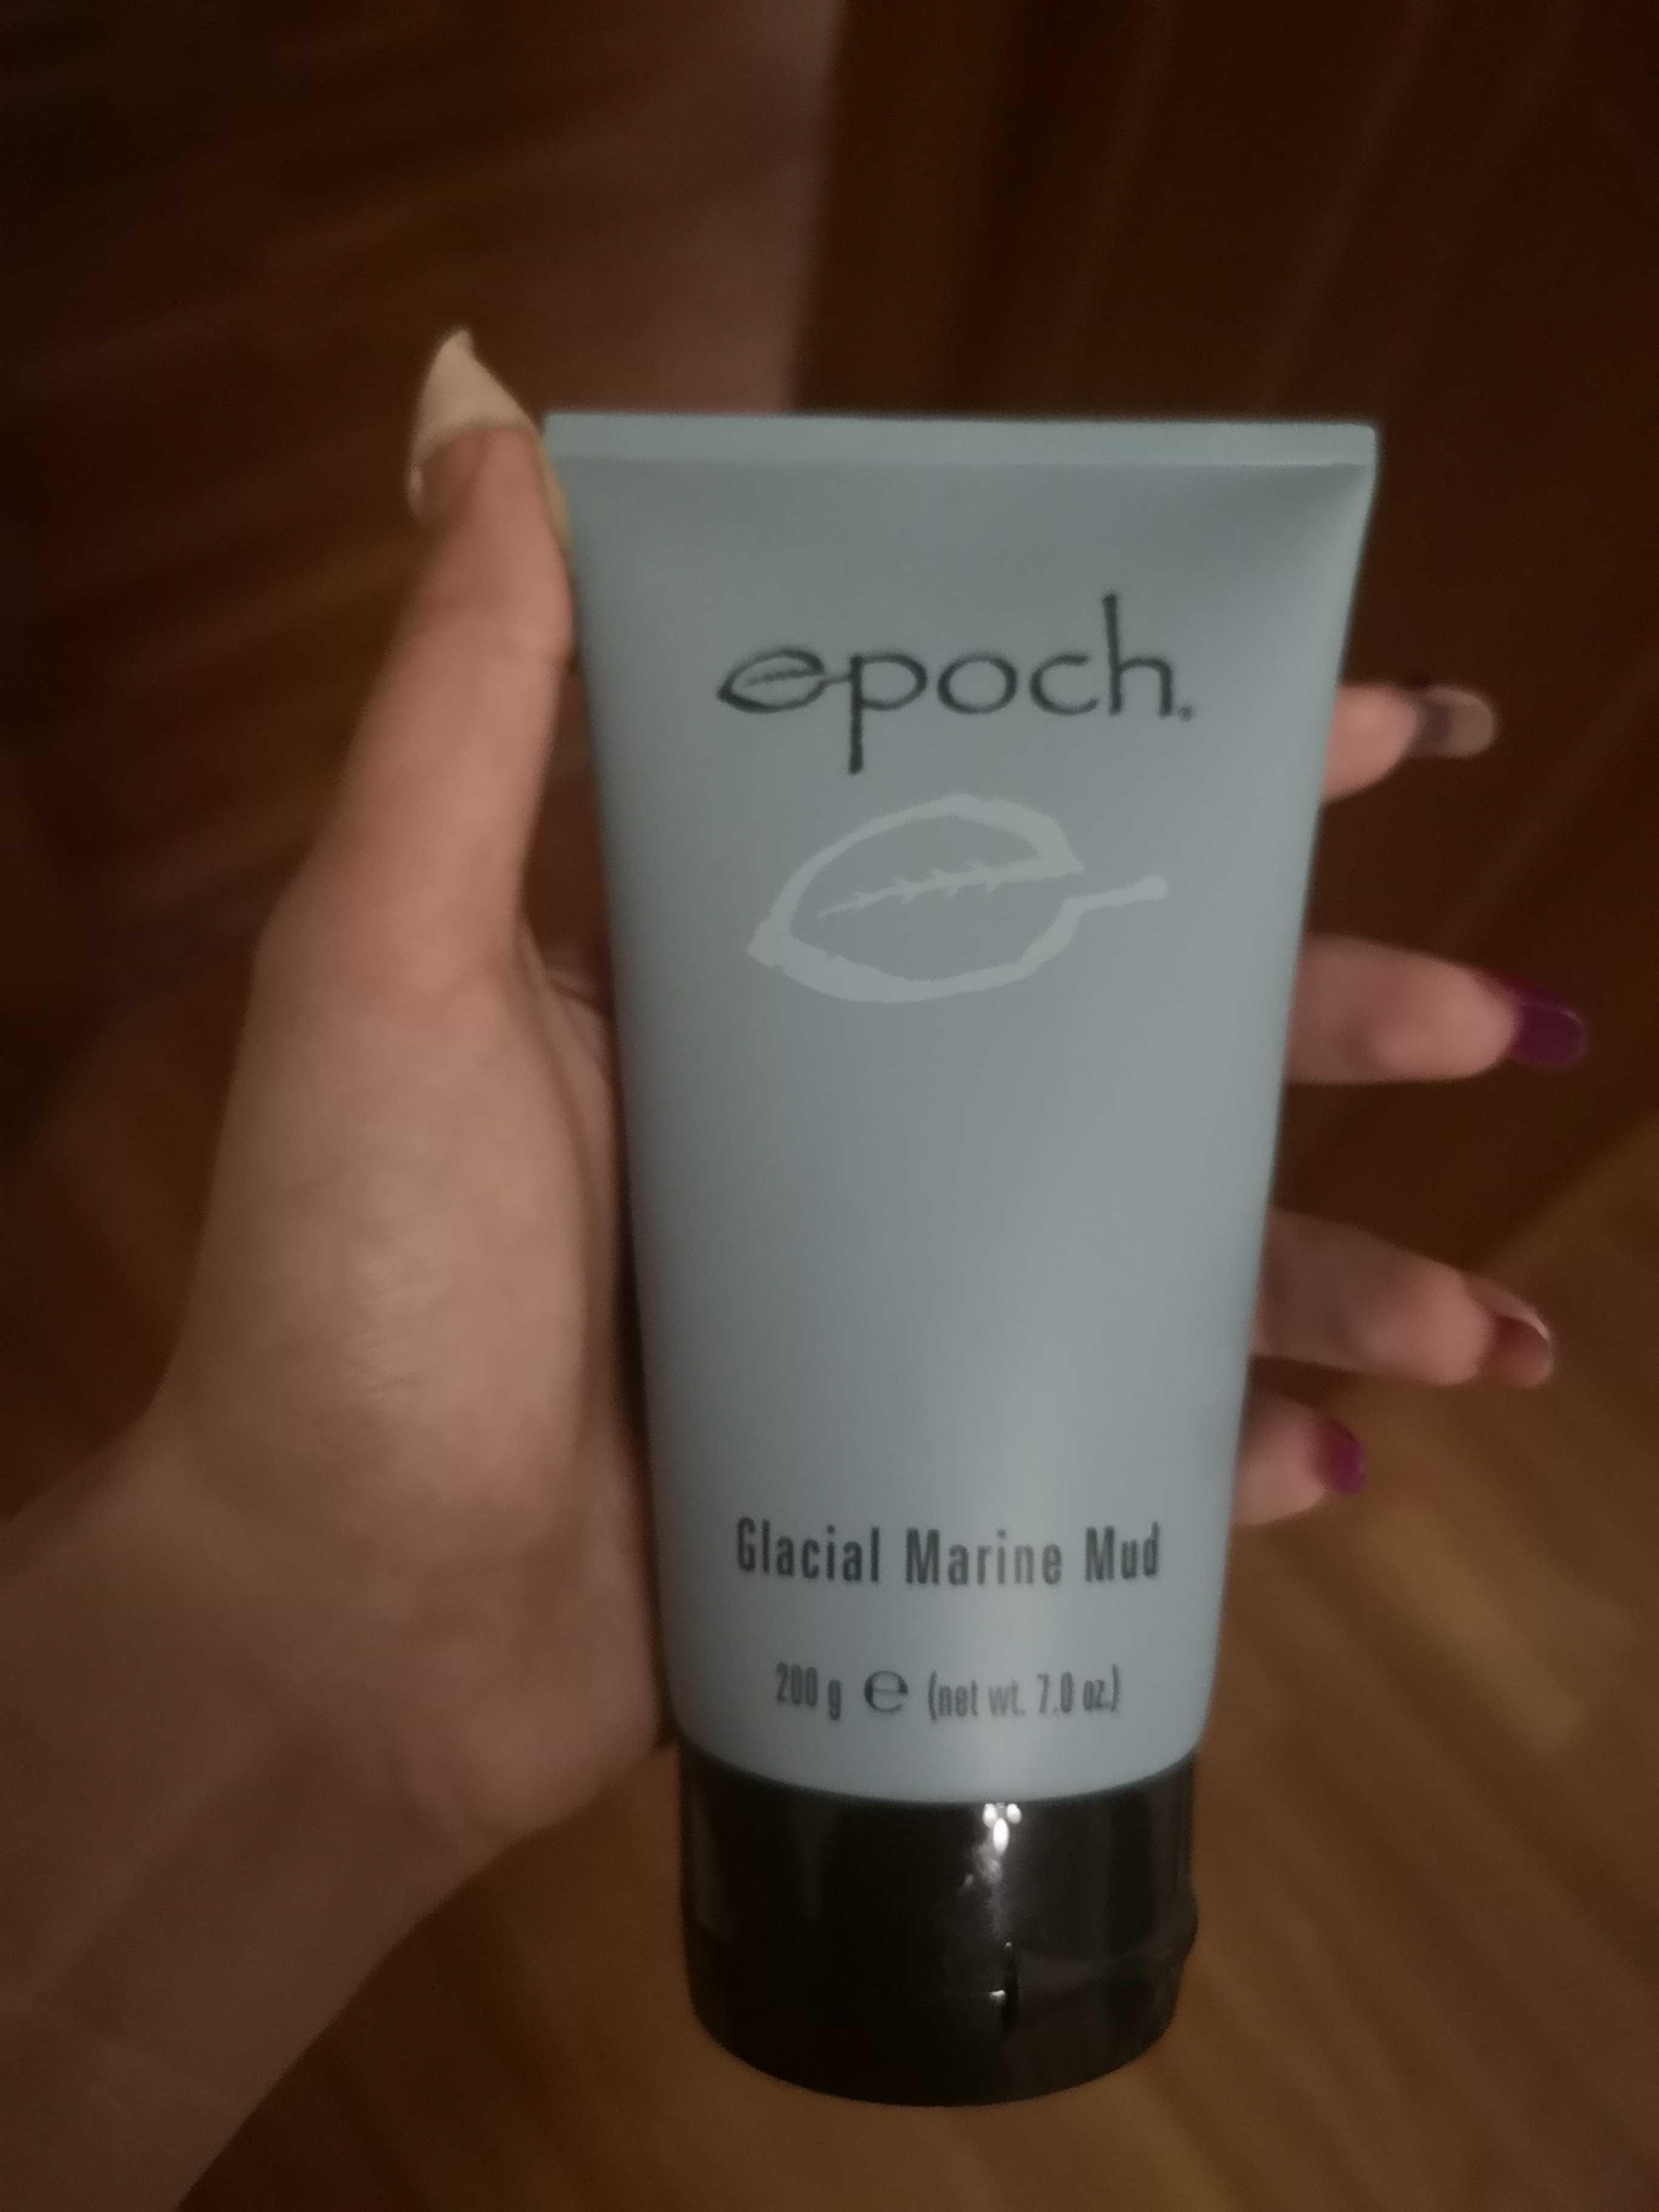 epoch®
Glacial Marine Mud
200 g ℮ (net wt. 7.0 oz.)